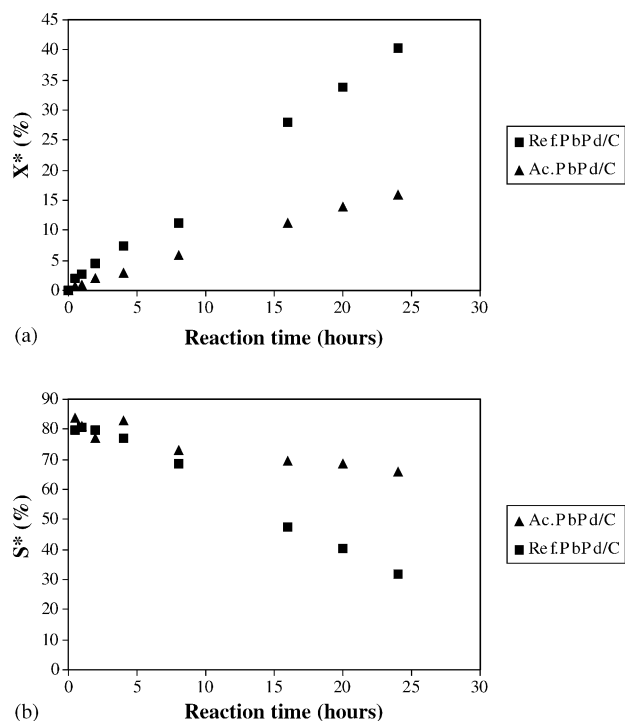 45
40
35
30
25
20
15
10
5
0
X* (%)
0 5 10 15 20 25 30
Reaction time (hours)
Ref.PbPd/C
Ac.PbPd/C
(a)
90
80
70
60
50
40
30
20
10
0
S* (%)
0 5 10 15 20 25 30
Reaction time (hours)
Ac.PbPd/C
Ref.PbPd/C
(b)